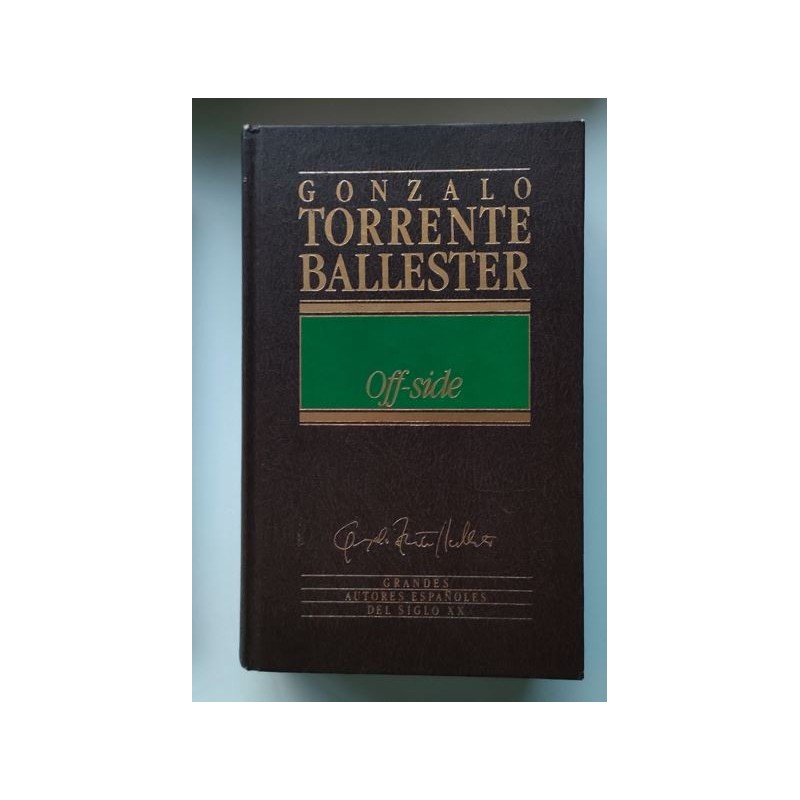 GONZALO
TORRENTE
BALLESTER
Off-side
GRANDES
AUTORES ESPAÑOLES
DEL SIGLO XX